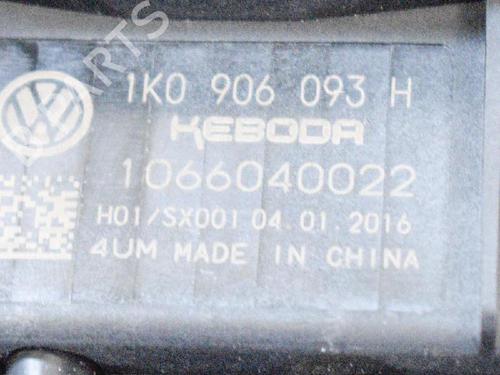 1K0 906 093 H
KEBODA
1066040022
H01/SX001 04.01.2016
4UM MADE IN CHINA